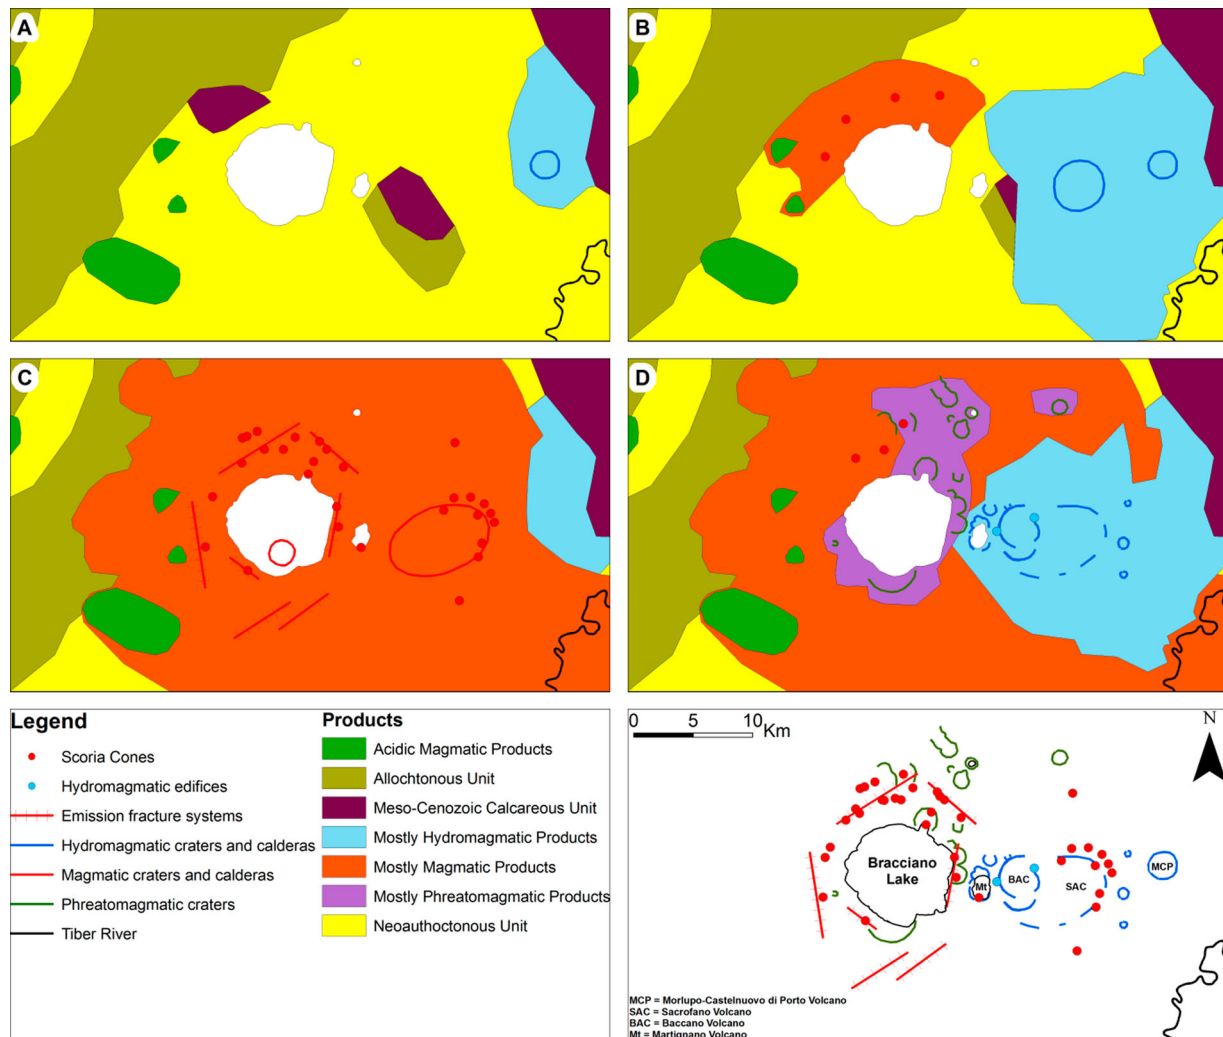 A
B
C
D
Legend
Scoria Cones
Hydromagmatic edifices
Emission fracture systems
Hydromagmatic craters and calderas
Magmatic craters and calderas
Phreatomagmatic craters
Tiber River
Products
Acidic Magmatic Products
Allochtonous Unit
Meso-Cenozoic Calcareous Unit
Mostly Hydromagmatic Products
Mostly Magmatic Products
Mostly Phreatomagmatic Products
Neoauthoctonous Unit
0 5 10 Km
N
Bracciano
Lake
Mt
BAC
SAC
MCP
MCP = Morlupo-Castelnuovo di Porto Volcano
SAC = Sacrofano Volcano
BAC = Baccano Volcano
Mt = Martignano Volcano